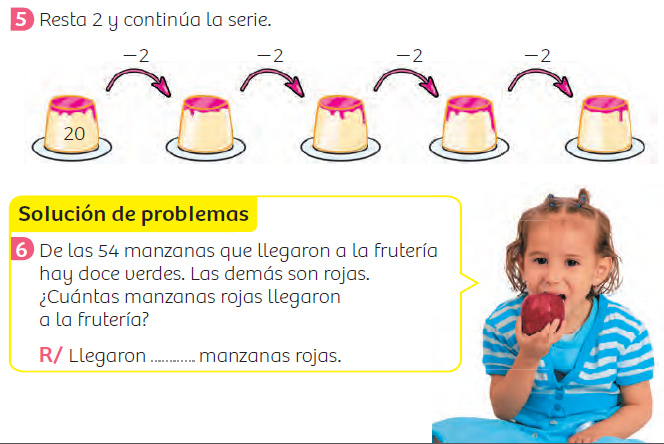 5 Resta 2 y continúa la serie.
−2 −2 −2 −2
20
Solución de problemas
6 De las 54 manzanas que llegaron a la frutería
hay doce verdes. Las demás son rojas.
¿Cuántas manzanas rojas llegaron
a la frutería?
R/ Llegaron ............ manzanas rojas.